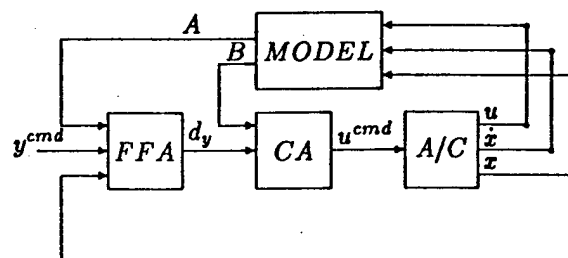 A
B
MODEL
y^{cmd}
FFA
d_y
CA
u^{cmd}
A/C
u
ẋ
x